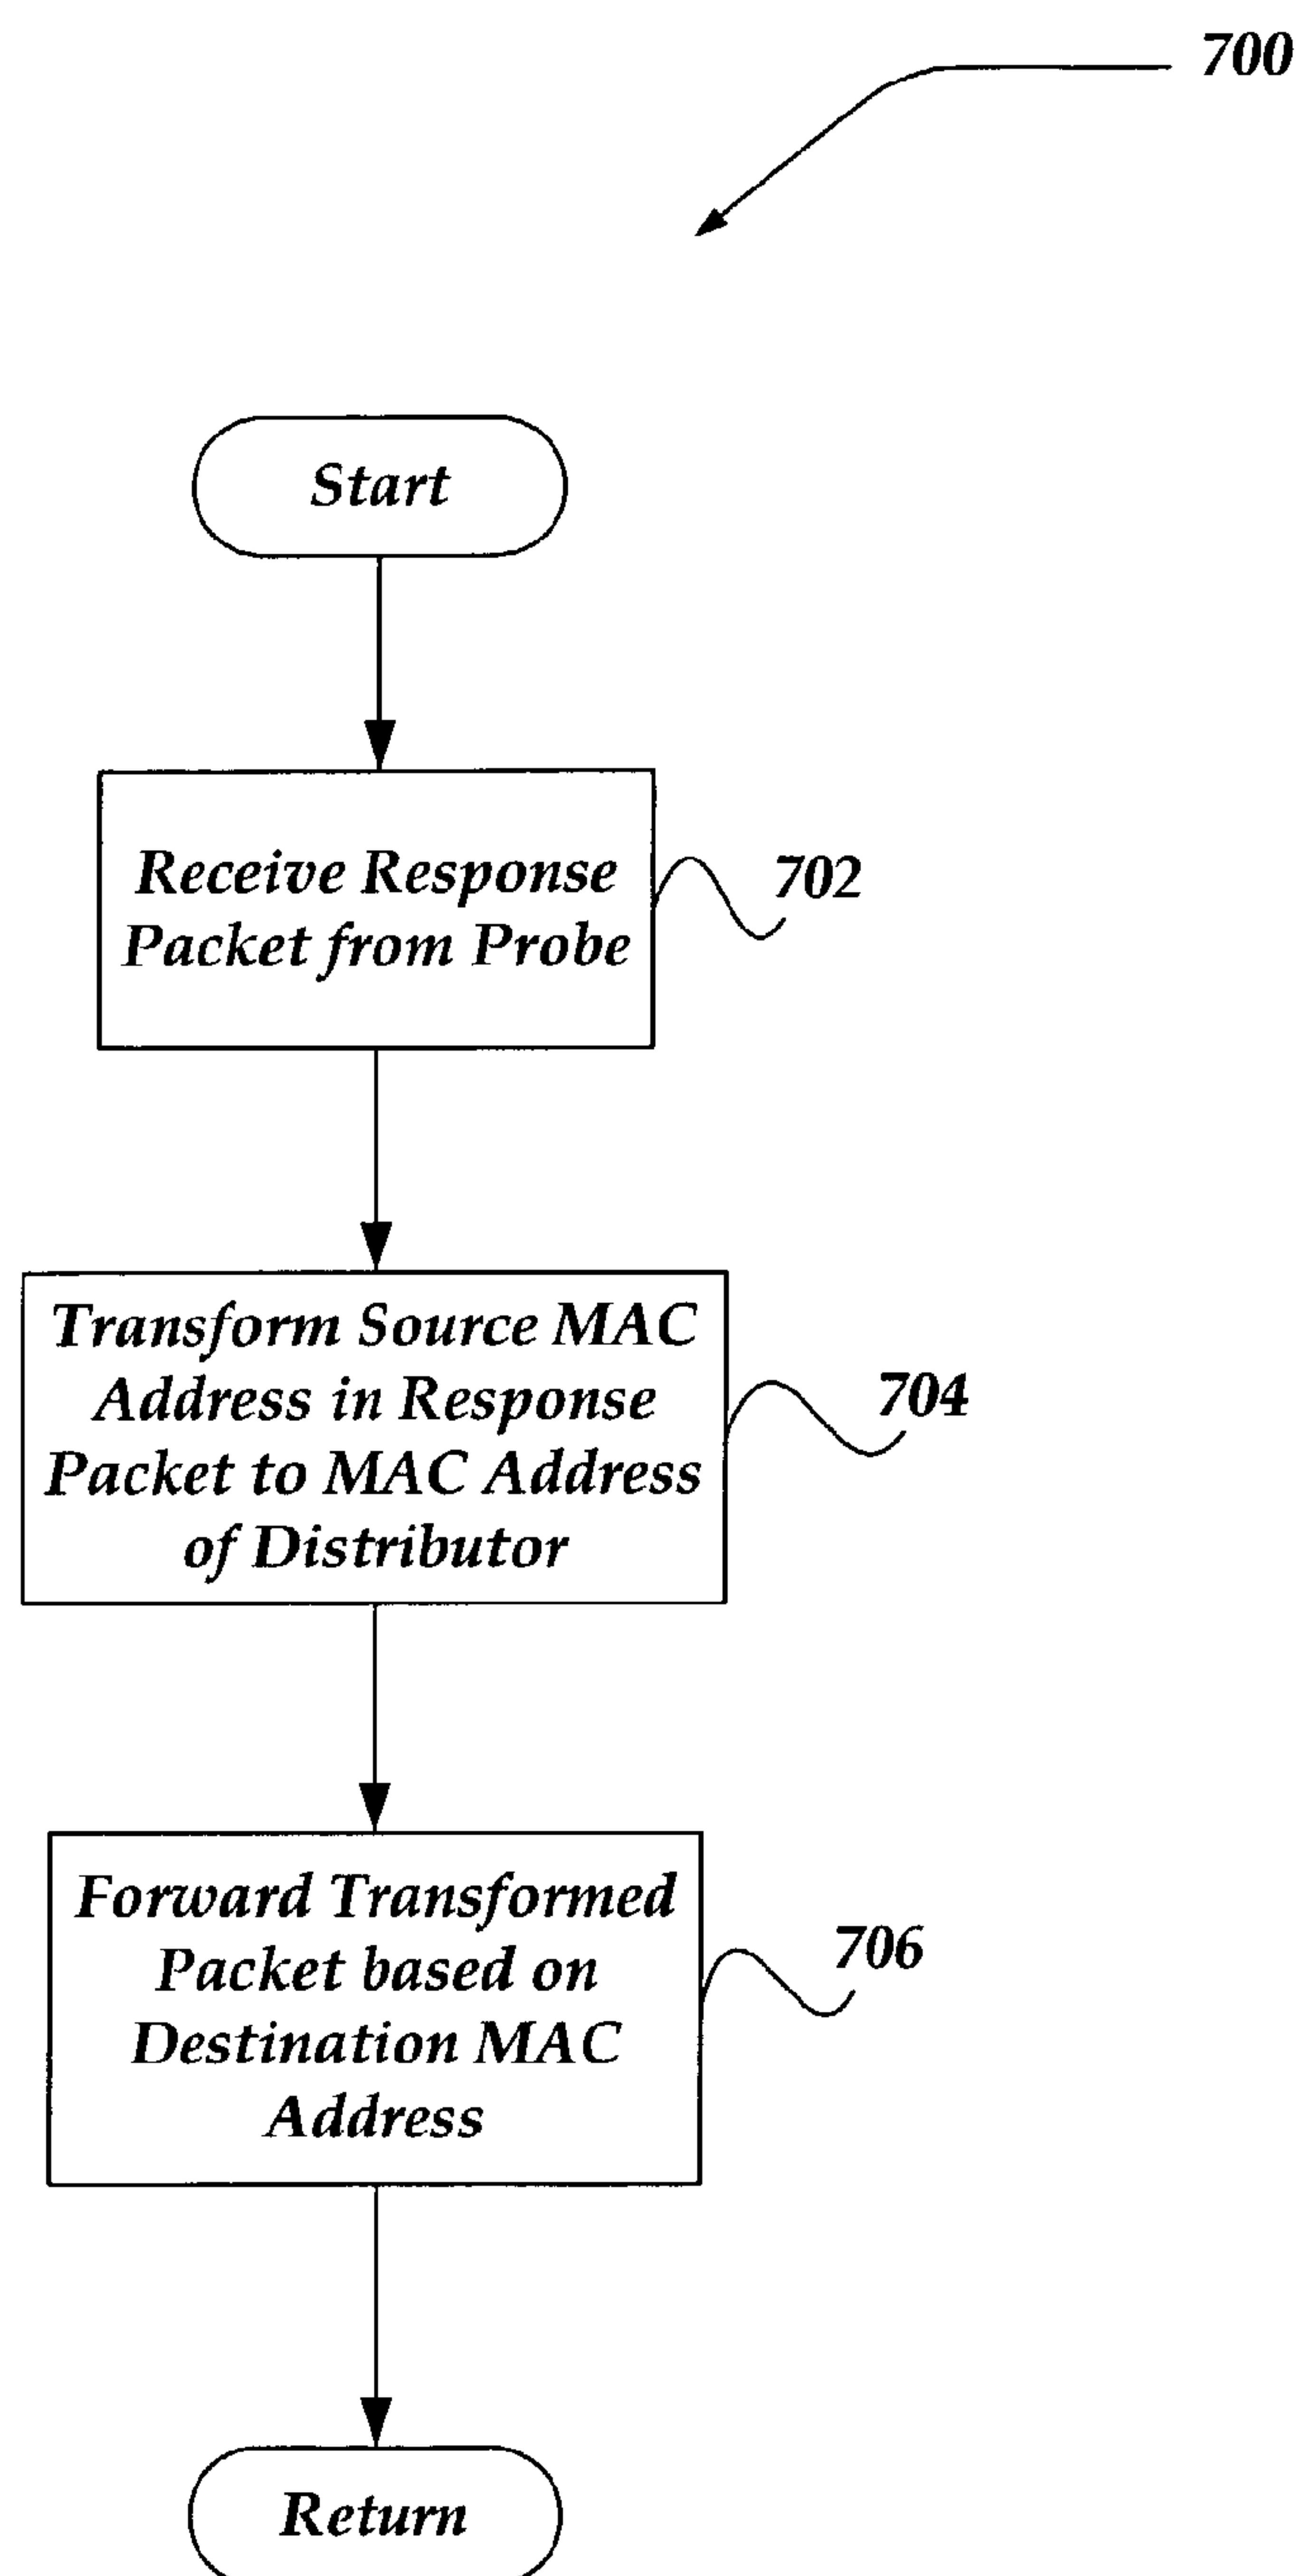 700
Start
Receive Response
Packet from Probe
702
Transform Source MAC
Address in Response
Packet to MAC Address
of Distributor
704
Forward Transformed
Packet based on
Destination MAC
Address
706
Return